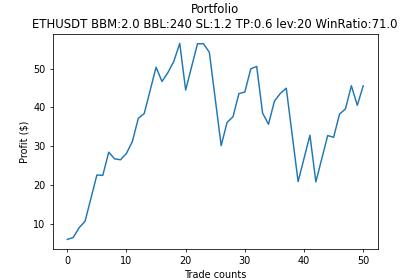 Portfolio
ETHUSDT BBM:2.0 BBL:240 SL:1.2 TP:0.6 lev:20 WinRatio:71.0
50
40
30
20
10
Profit ($)
0 10 20 30 40 50
Trade counts